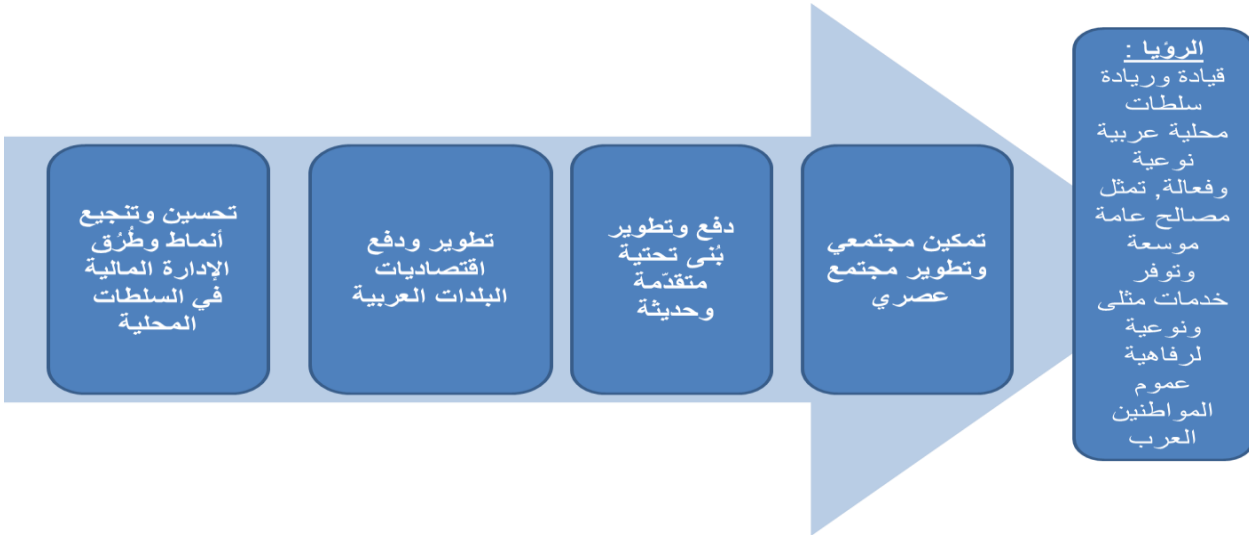 الرؤيا :
قيادة وريادة
سلطات
محلية عربية
نوعية
وفعالة, تمثل
مصالح عامة
موسعة
وتوفر
خدمات مثلى
ونوعية
لرفاهية
عموم
المواطنين
العرب
تمكين مجتمعي
وتطوير مجتمع
عصري
دفع وتطوير
بُنى تحتية
متقدّمة
وحديثة
تطوير ودفع
اقتصاديات
البلدات العربية
تحسين وتنجيع
أنماط وطُرُق
الإدارة المالية
في السلطات
المحلية